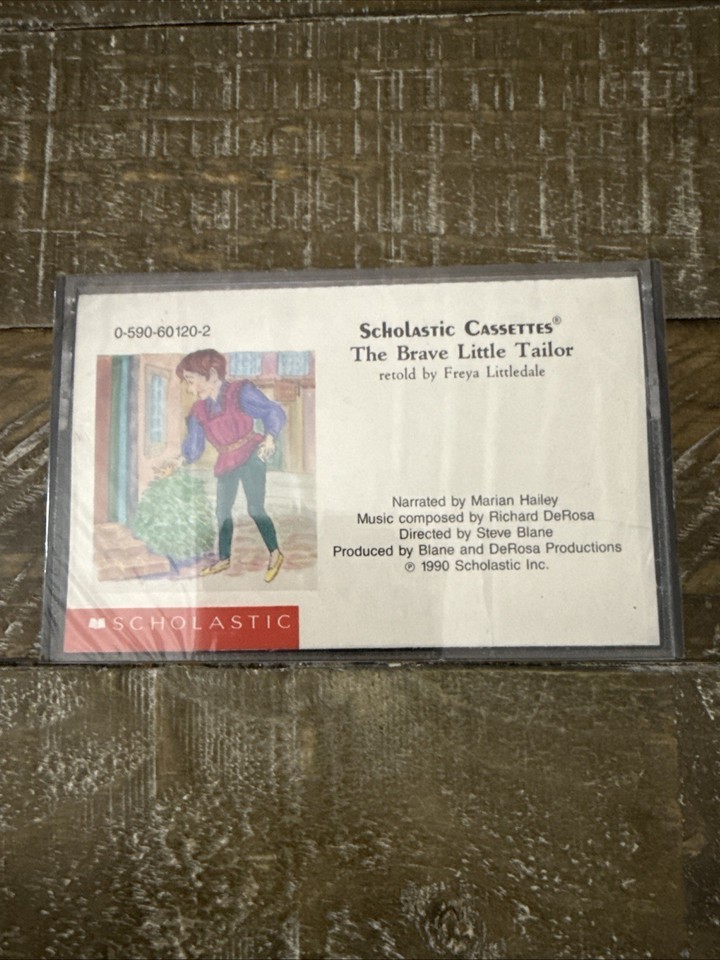 0-590-60120-2
Scholastic Cassettes®
The Brave Little Tailor
retold by Freya Littledale
Narrated by Marian Hailey
Music composed by Richard DeRosa
Directed by Steve Blane
Produced by Blane and DeRosa Productions
℗ 1990 Scholastic Inc.
SCHOLASTIC